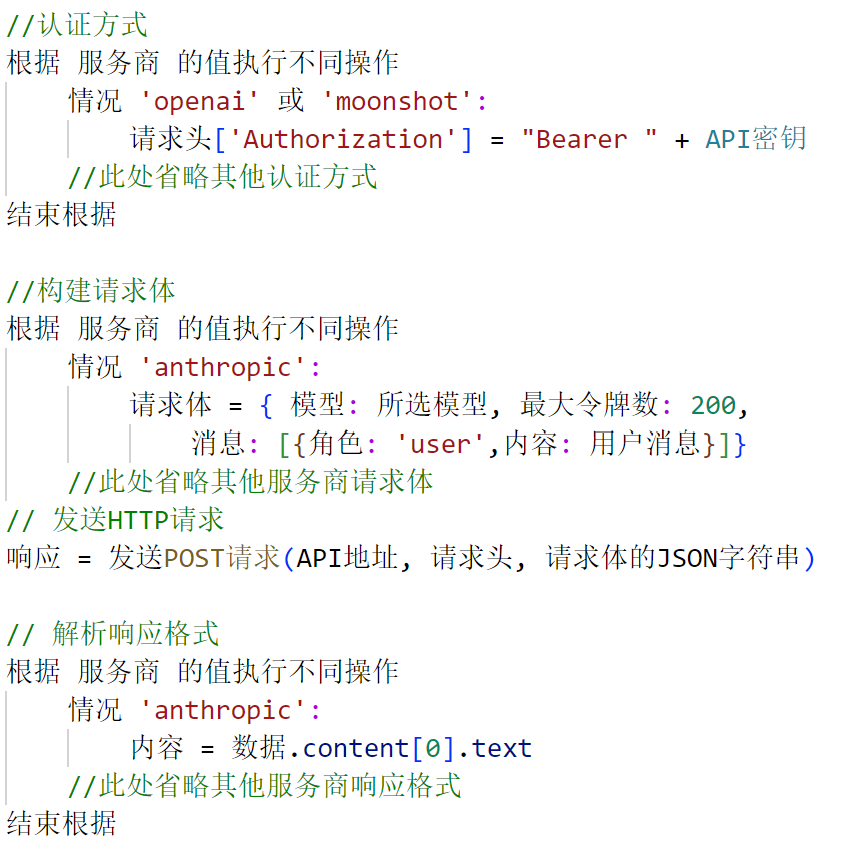 //认证方式
根据 服务商 的值执行不同操作
情况 'openai' 或 'moonshot':
请求头['Authorization'] = "Bearer " + API密钥
//此处省略其他认证方式
结束根据
//构建请求体
根据 服务商 的值执行不同操作
情况 'anthropic':
请求体 = { 模型: 所选模型, 最大令牌数: 200,
消息: [{角色: 'user',内容: 用户消息}]}
//此处省略其他服务商请求体
// 发送HTTP请求
响应 = 发送POST请求(API地址, 请求头, 请求体的JSON字符串)
// 解析响应格式
根据 服务商 的值执行不同操作
情况 'anthropic':
内容 = 数据.content[0].text
//此处省略其他服务商响应格式
结束根据